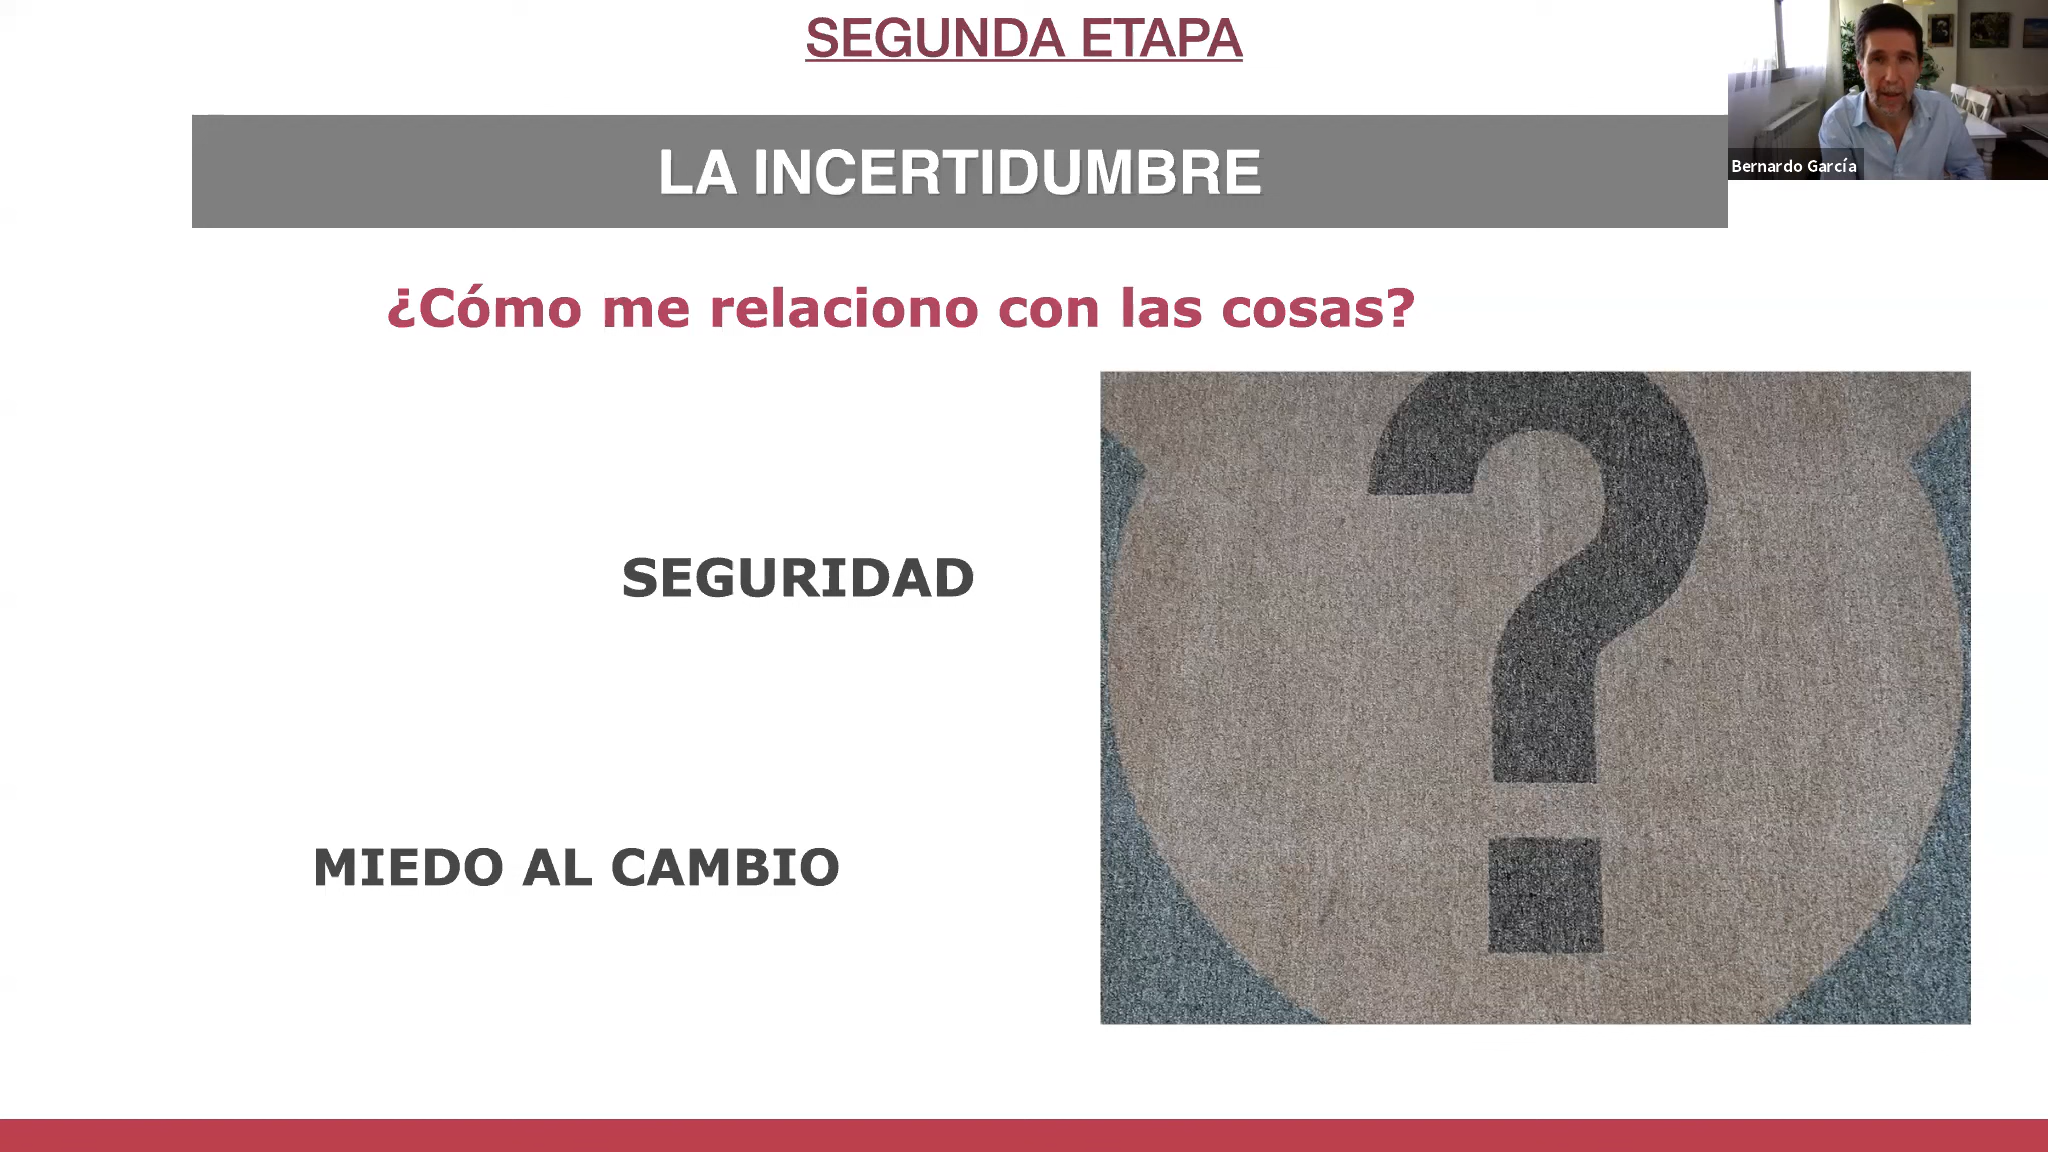 SEGUNDA ETAPA
LA INCERTIDUMBRE
Bernardo García
¿Cómo me relaciono con las cosas?
?
SEGURIDAD
MIEDO AL CAMBIO